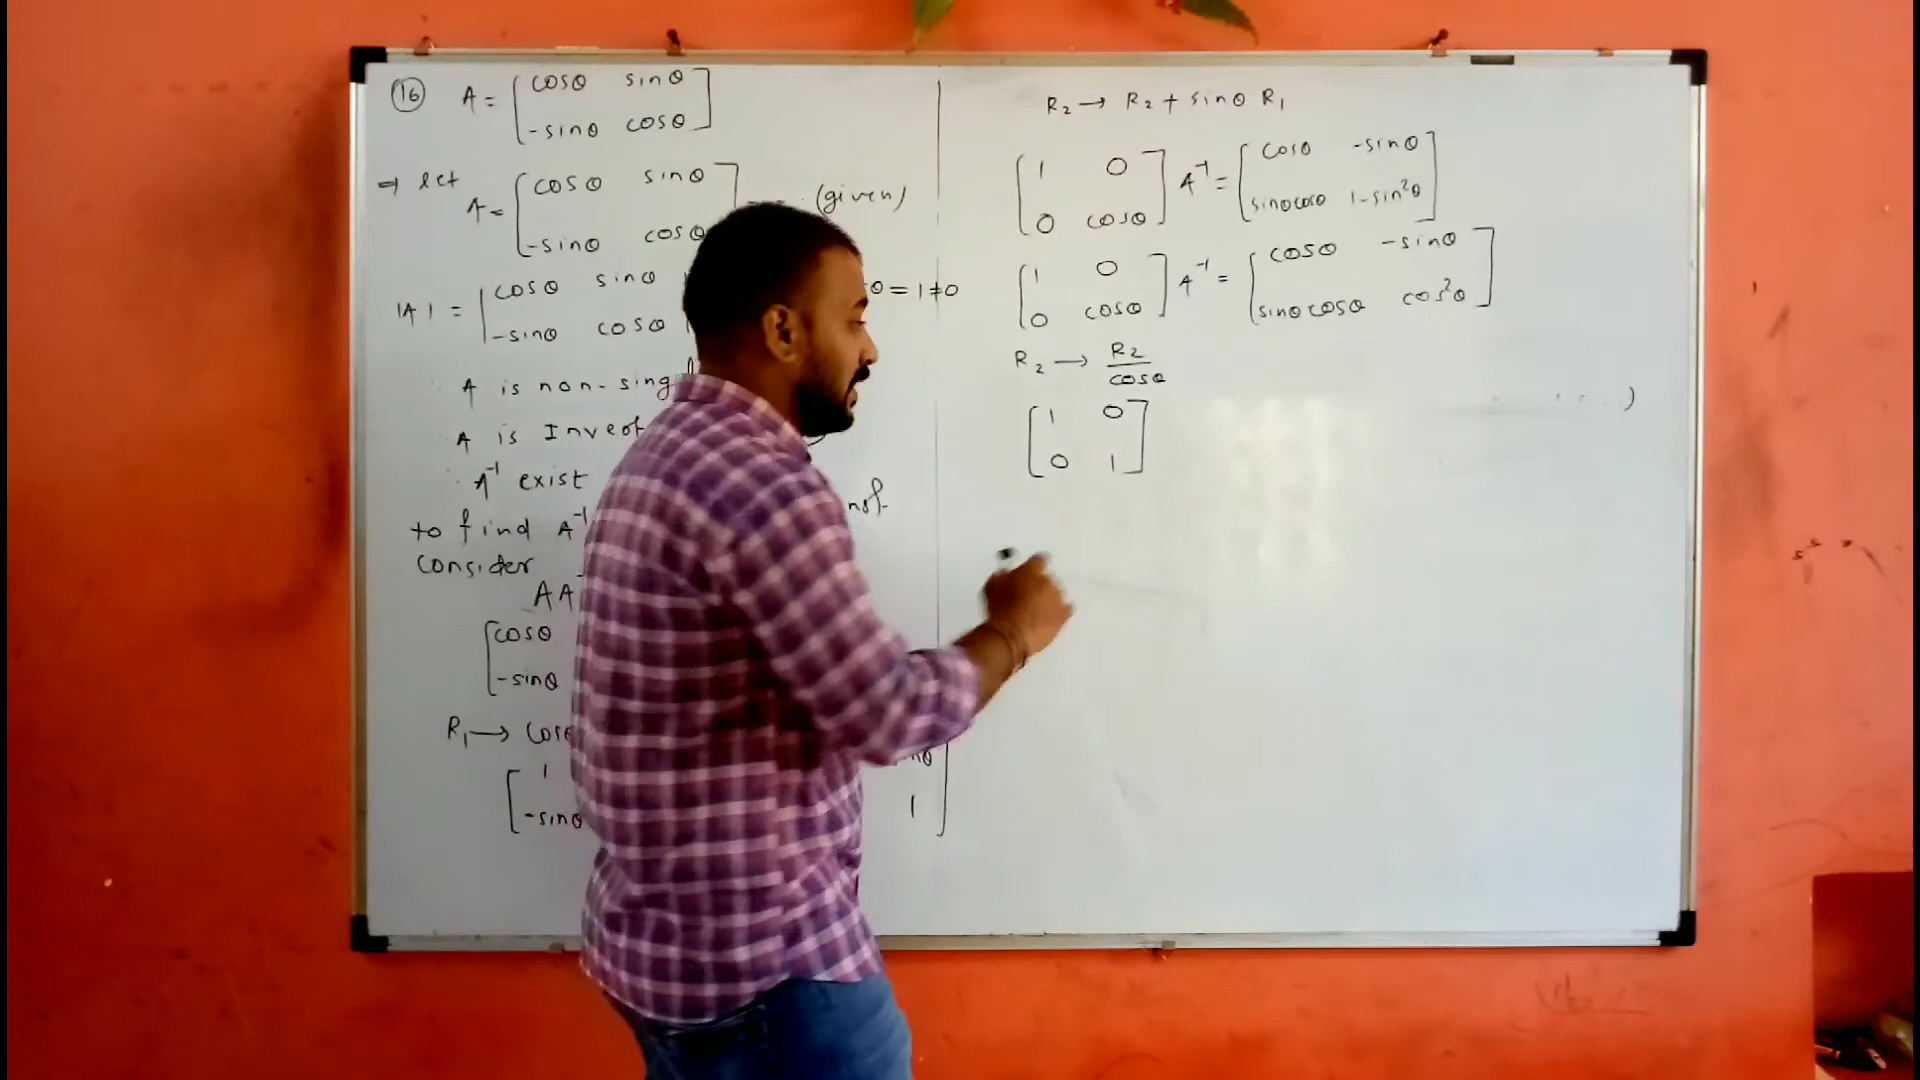 (16) A = [cosθ sinθ
-sinθ cosθ]
⇒ let A = [cosθ sinθ
-sinθ cosθ (given)
|A| = |cosθ sinθ
-sinθ cosθ θ = 1 ≠ 0
A is non-sing
A is Invert
A⁻¹ exist
to find A⁻¹
consider
AA
[cosθ
-sinθ
R₁ → cosθ
[1
-sinθ 1]
R₂ → R₂ + sinθ R₁
[1 0
0 cosθ] A⁻¹ = [cosθ -sinθ
sinθcosθ 1-sin²θ]
[1 0
0 cosθ] A⁻¹ = [cosθ -sinθ
sinθcosθ cos²θ]
R₂ → R₂/cosθ
[1 0
0 1]